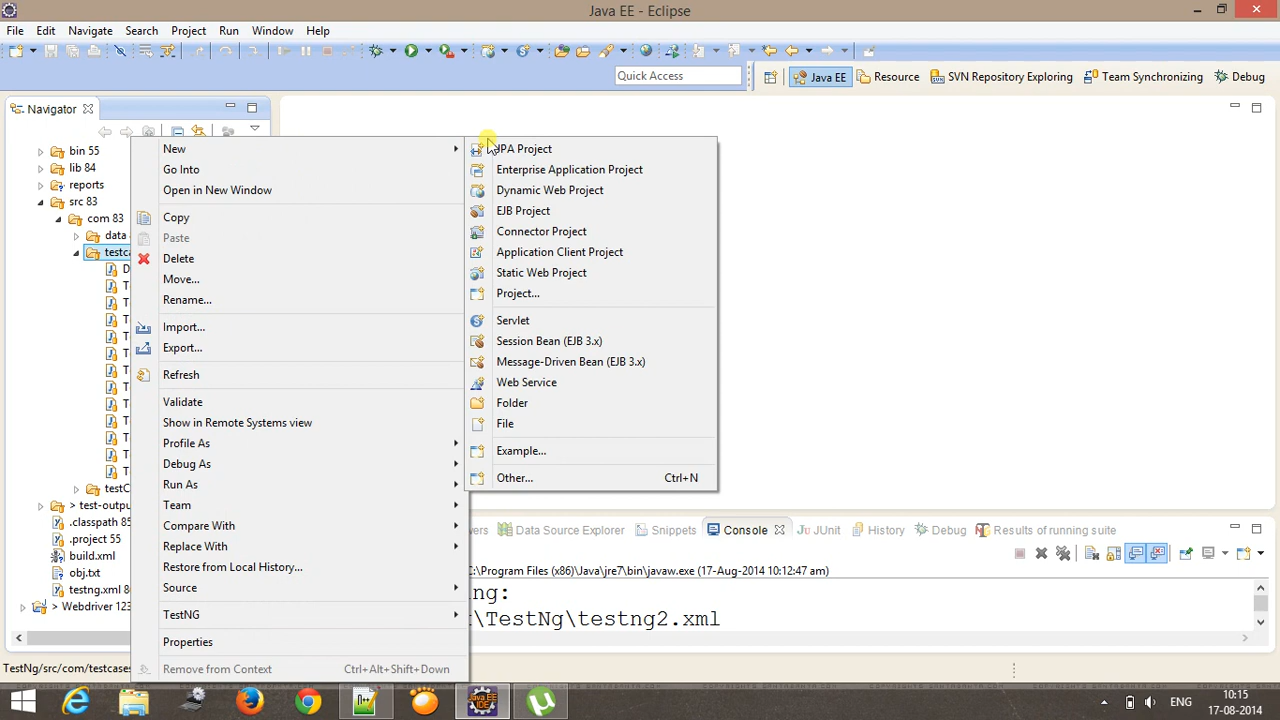 Java EE - Eclipse
File Edit Navigate Search Project Run Window Help
Quick Access
Java EE Resource SVN Repository Exploring Team Synchronizing Debug
Navigator
bin 55
lib 84
reports
src 83
com 83
data
testca
D
T
T
T
T
T
T
T
T
T
T
T
T
testC
> test-output
.classpath 85
.project 55
build.xml
obj.txt
testng.xml 80
> Webdriver 123
New
Go Into
Open in New Window
Copy
Paste
Delete
Move...
Rename...
Import...
Export...
Refresh
Validate
Show in Remote Systems view
Profile As
Debug As
Run As
Team
Compare With
Replace With
Restore from Local History...
Source
TestNG
Properties
Remove from Context Ctrl+Alt+Shift+Down
JPA Project
Enterprise Application Project
Dynamic Web Project
EJB Project
Connector Project
Application Client Project
Static Web Project
Project...
Servlet
Session Bean (EJB 3.x)
Message-Driven Bean (EJB 3.x)
Web Service
Folder
File
Example...
Other... Ctrl+N
vers Data Source Explorer Snippets Console JUnit History Debug Results of running suite
C:\Program Files (x86)\Java\jre7\bin\javaw.exe (17-Aug-2014 10:12:47 am)
ng:
t\TestNg\testng2.xml
TestNg/src/com/testcases
ENG
10:15
17-08-2014